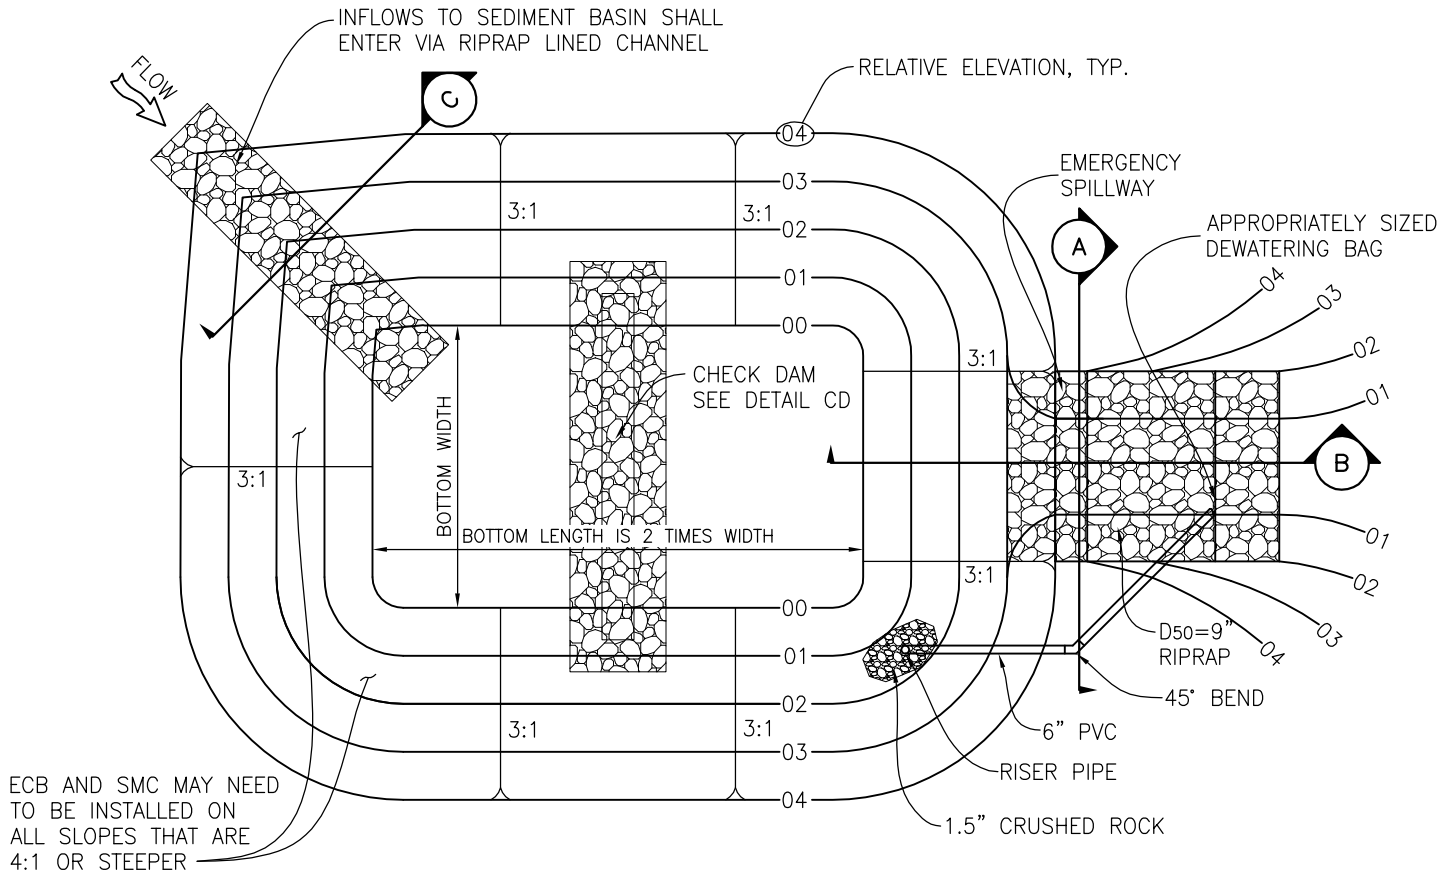 INFLOWS TO SEDIMENT BASIN SHALL
ENTER VIA RIPRAP LINED CHANNEL
FLOW
C
RELATIVE ELEVATION, TYP.
04
03
3:1
3:1
02
01
00
EMERGENCY
SPILLWAY
A
APPROPRIATELY SIZED
DEWATERING BAG
04
03
02
01
3:1
CHECK DAM
SEE DETAIL CD
BOTTOM WIDTH
B
3:1
BOTTOM LENGTH IS 2 TIMES WIDTH
01
02
03
04
3:1
00
01
02
03
04
3:1
3:1
D50=9"
RIPRAP
45° BEND
6" PVC
RISER PIPE
1.5" CRUSHED ROCK
ECB AND SMC MAY NEED
TO BE INSTALLED ON
ALL SLOPES THAT ARE
4:1 OR STEEPER